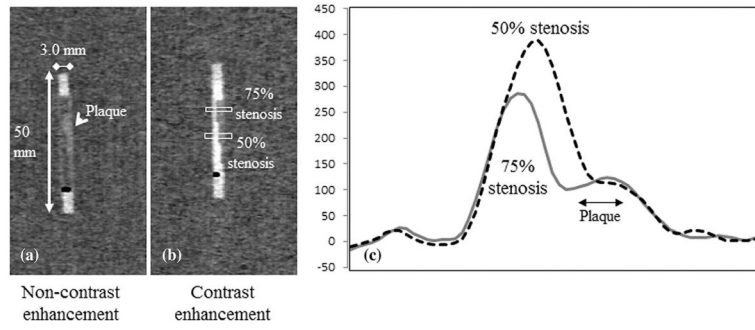 3.0 mm
Plaque
50
mm
(a)
Non-contrast
enhancement
75%
stenosis
50%
stenosis
(b)
Contrast
enhancement
450
400
350
300
250
200
150
100
50
0
-50
50% stenosis
75%
stenosis
Plaque
(c)